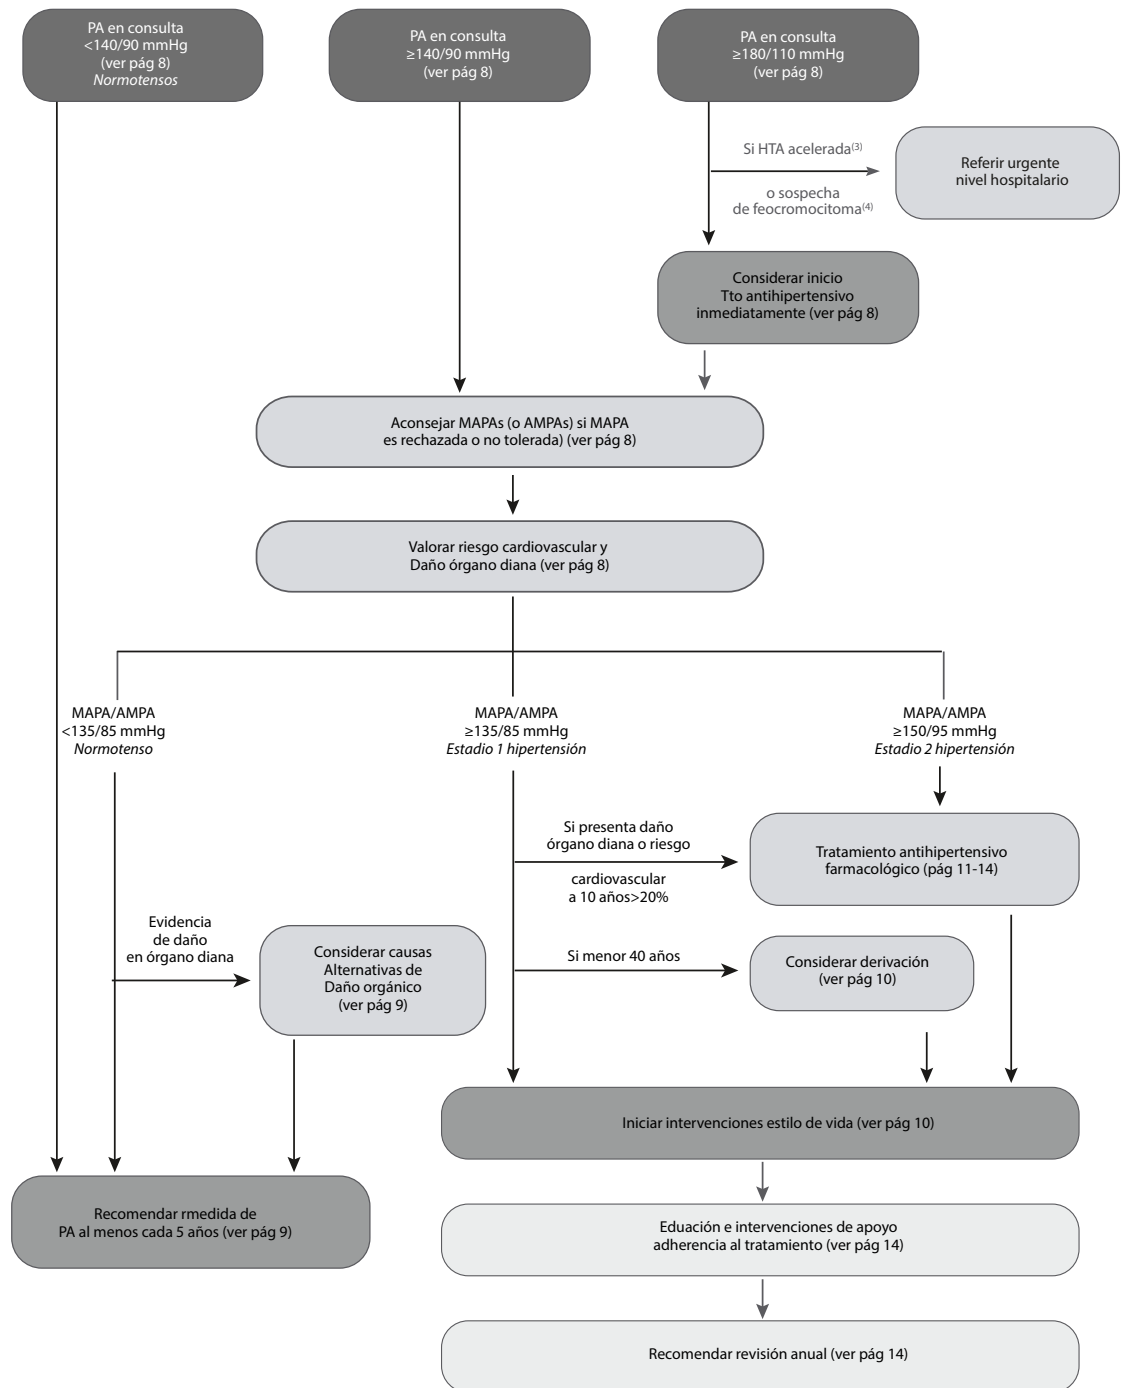 PA en consulta
<140/90 mmHg
(ver pág 8)
Normotensos
PA en consulta
≥140/90 mmHg
(ver pág 8)
PA en consulta
≥180/110 mmHg
(ver pág 8)
Si HTA acelerada(3)
o sospecha
de feocromocitoma(4)
Referir urgente
nivel hospitalario
Considerar inicio
Tto antihipertensivo
inmediatamente (ver pág 8)
Aconsejar MAPAs (o AMPAs) si MAPA
es rechazada o no tolerada) (ver pág 8)
Valorar riesgo cardiovascular y
Daño órgano diana (ver pág 8)
MAPA/AMPA
<135/85 mmHg
Normotenso
MAPA/AMPA
≥135/85 mmHg
Estadio 1 hipertensión
MAPA/AMPA
≥150/95 mmHg
Estadio 2 hipertensión
Si presenta daño
órgano diana o riesgo
cardiovascular
a 10 años>20%
Tratamiento antihipertensivo
farmacológico (pág 11-14)
Evidencia
de daño
en órgano diana
Considerar causas
Alternativas de
Daño orgánico
(ver pág 9)
Si menor 40 años
Considerar derivación
(ver pág 10)
Iniciar intervenciones estilo de vida (ver pág 10)
Recomendar rmedida de
PA al menos cada 5 años (ver pág 9)
Eduación e intervenciones de apoyo
adherencia al tratamiento (ver pág 14)
Recomendar revisión anual (ver pág 14)